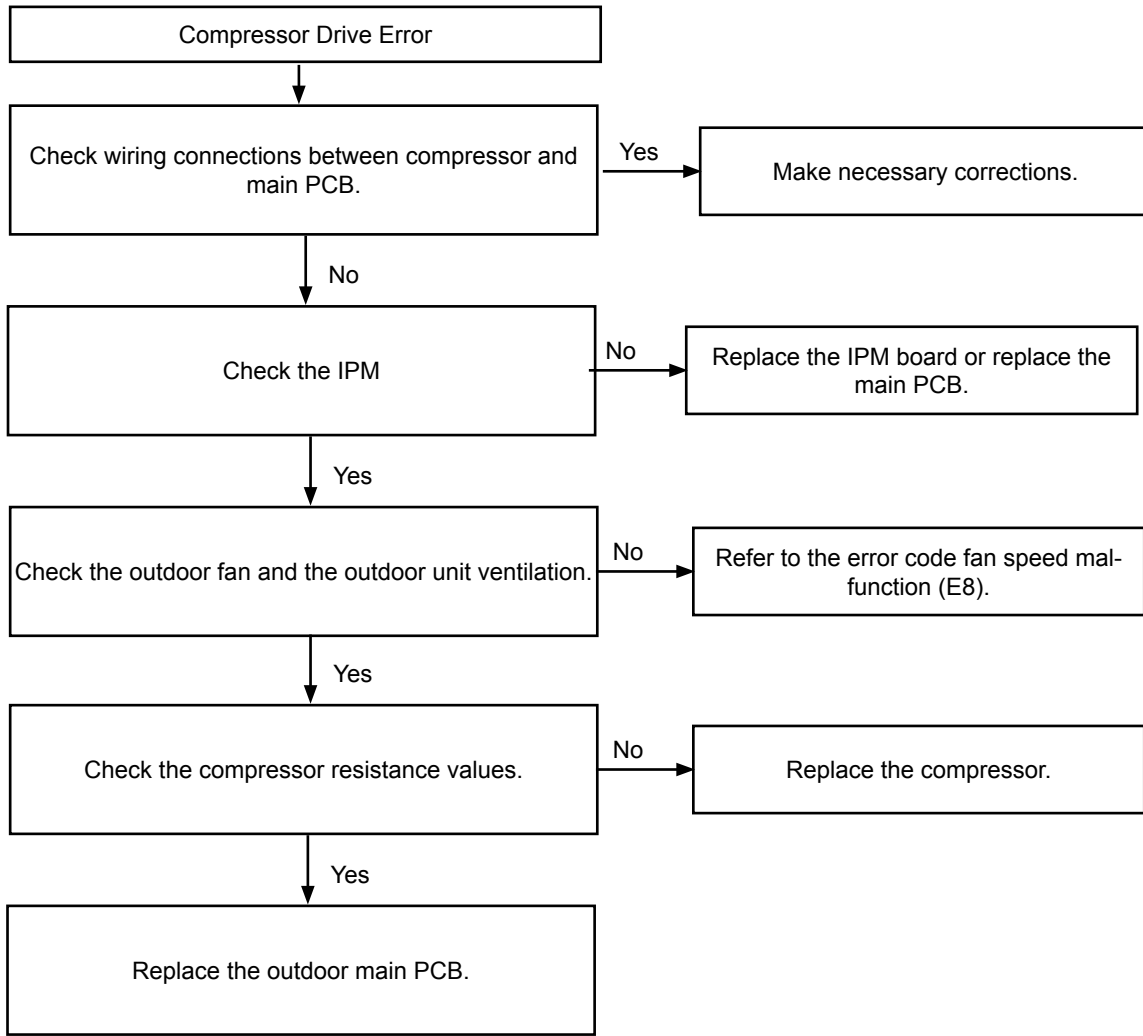 Compressor Drive Error
Check wiring connections between compressor and
main PCB.
Yes
Make necessary corrections.
No
Check the IPM
No
Replace the IPM board or replace the
main PCB.
Yes
Check the outdoor fan and the outdoor unit ventilation.
No
Refer to the error code fan speed mal-
function (E8).
Yes
Check the compressor resistance values.
No
Replace the compressor.
Yes
Replace the outdoor main PCB.